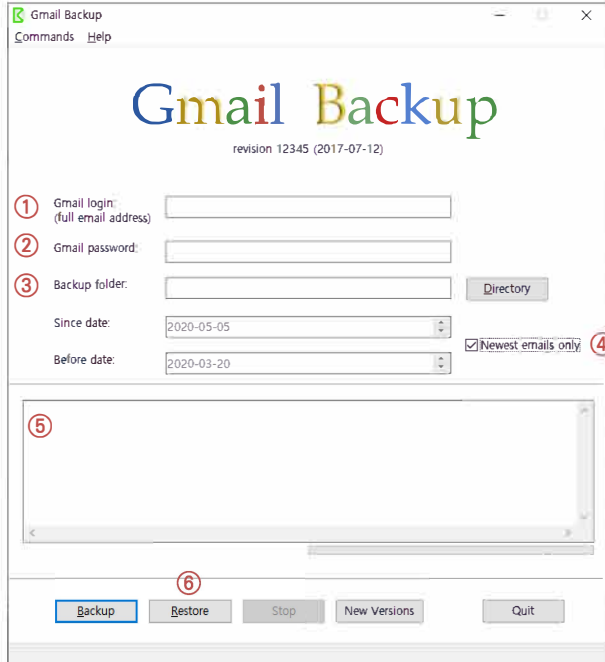 Gmail Backup
Commands Help
Gmail Backup
revision 12345 (2017-07-12)
① Gmail login:
(full email address)
② Gmail password:
③ Backup folder: Directory
Since date: 2020-05-05
Newest emails only ④
Before date: 2020-03-20
⑤
⑥
Backup Restore Stop New Versions Quit